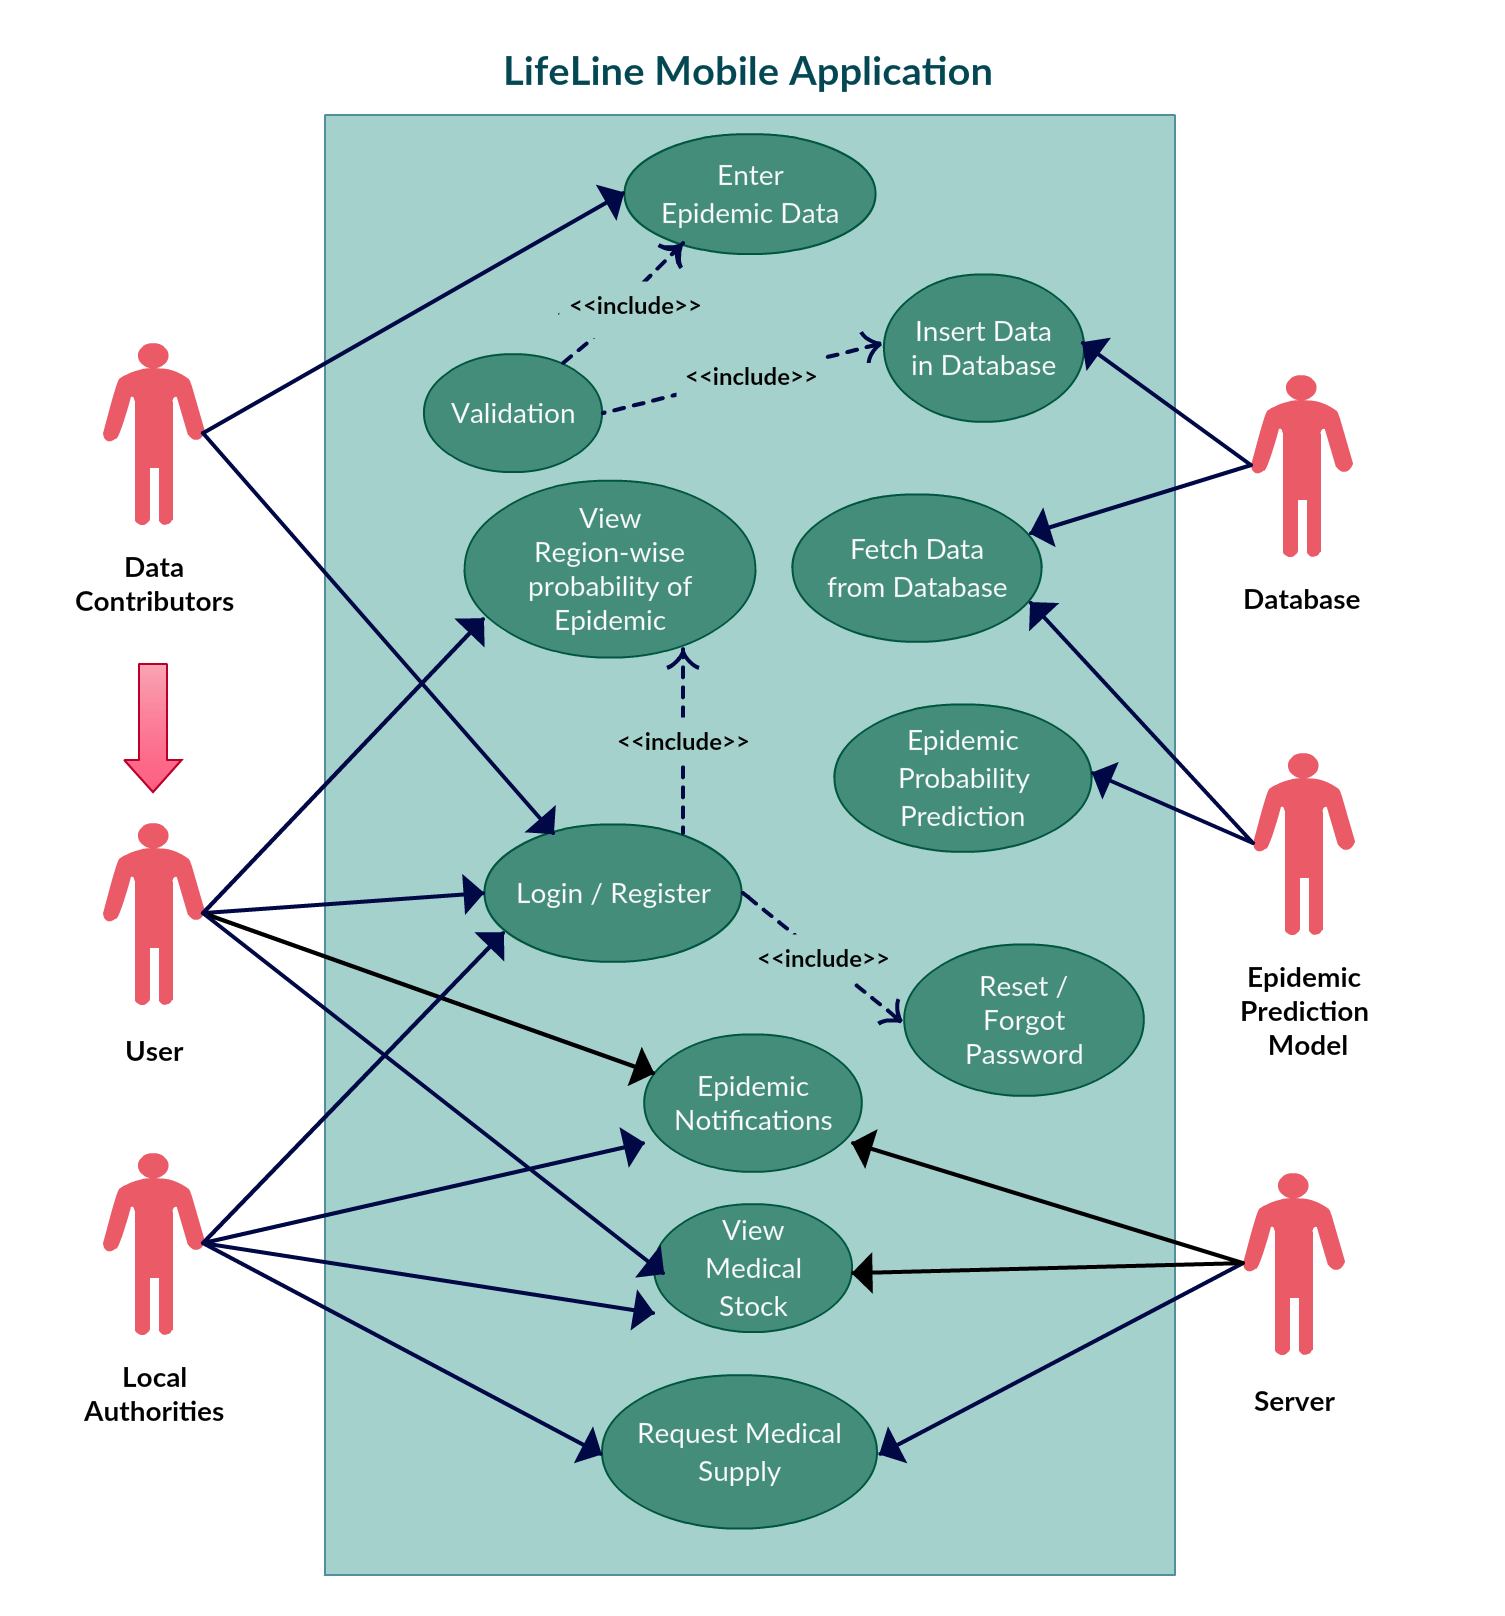 LifeLine Mobile Application
Enter
Epidemic Data
<<include>>
Insert Data
in Database
<<include>>
Validation
Data
Contributors
View
Region-wise
probability of
Epidemic
Fetch Data
from Database
Database
<<include>>
Epidemic
Probability
Prediction
Login / Register
User
<<include>>
Reset /
Forgot
Password
Epidemic
Prediction
Model
Epidemic
Notifications
View
Medical
Stock
Local
Authorities
Server
Request Medical
Supply